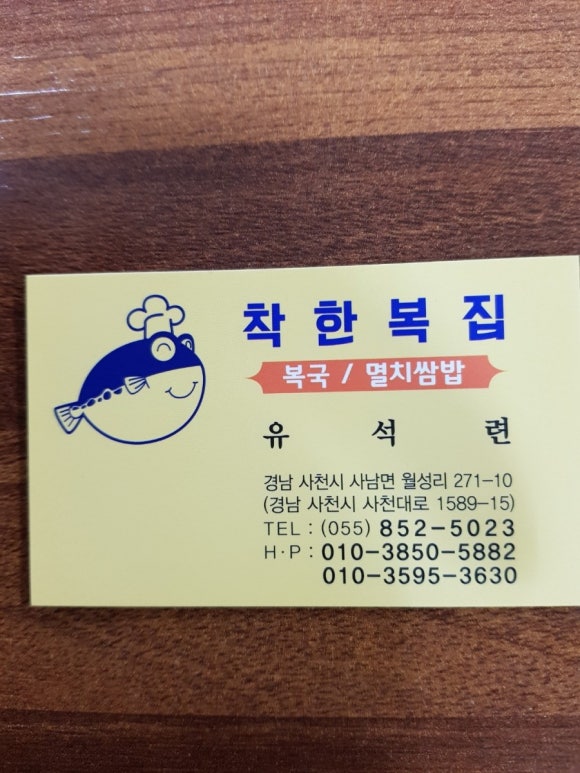 착한복집
복국 / 멸치쌈밥
유석련
경남 사천시 사남면 월성리 271-10
(경남 사천시 사천대로 1589-15)
TEL : (055) 852-5023
H·P : 010-3850-5882
010-3595-3630